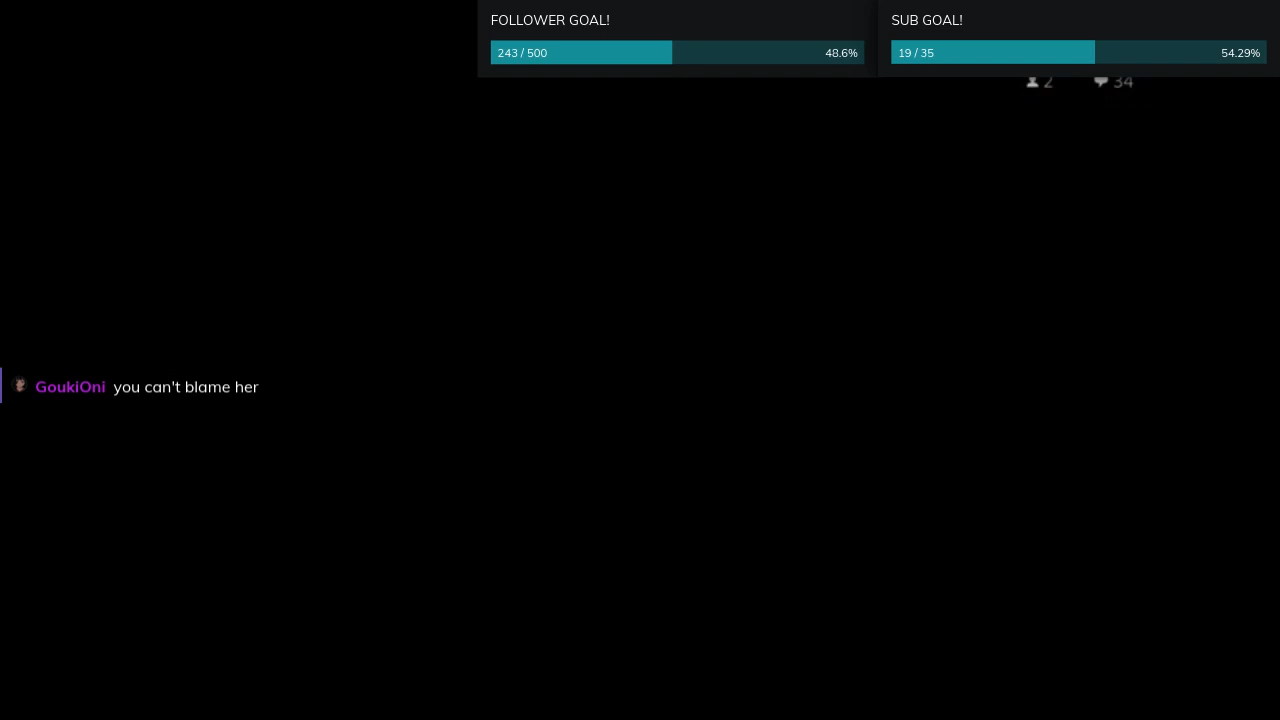 FOLLOWER GOAL!
243 / 500 48.6%
SUB GOAL!
19 / 35 54.29%
2 34
GoukiOni you can't blame her